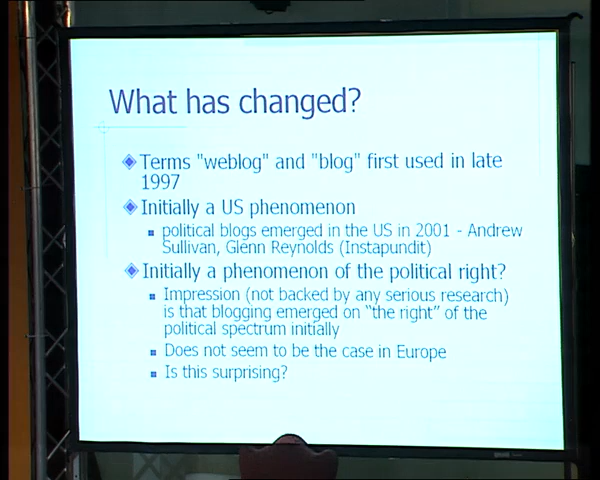 What has changed?
Terms "weblog" and "blog" first used in late
1997
Initially a US phenomenon
political blogs emerged in the US in 2001 - Andrew
Sullivan, Glenn Reynolds (Instapundit)
Initially a phenomenon of the political right?
Impression (not backed by any serious research)
is that blogging emerged on “the right” of the
political spectrum initially
Does not seem to be the case in Europe
Is this surprising?